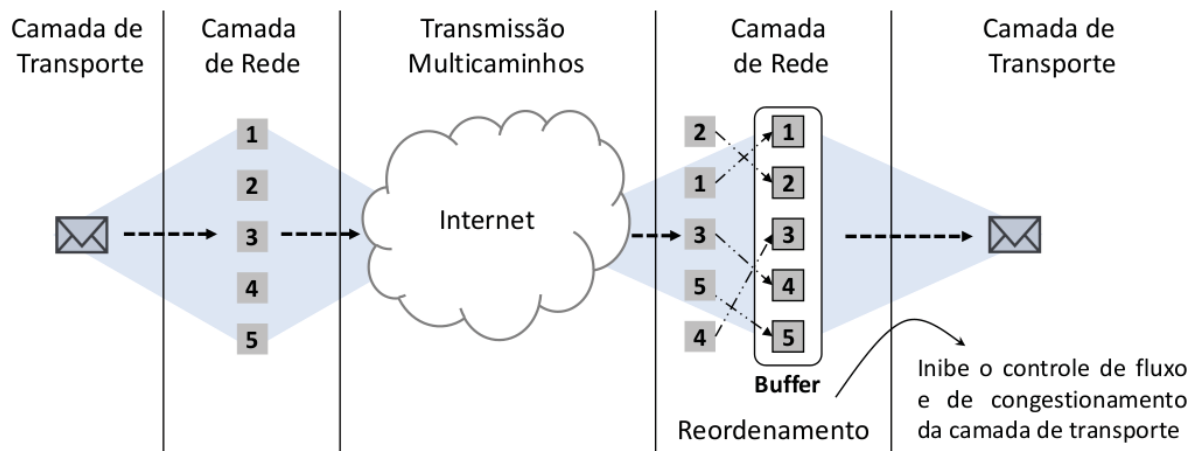 Camada de
Transporte
Camada
de Rede
Transmissão
Multicaminhos
Camada
de Rede
Camada de
Transporte
1
2
3
4
5
Internet
2
1
3
5
4
1
2
3
4
5
Buffer
Reordenamento
Inibe o controle de fluxo
e de congestionamento
da camada de transporte